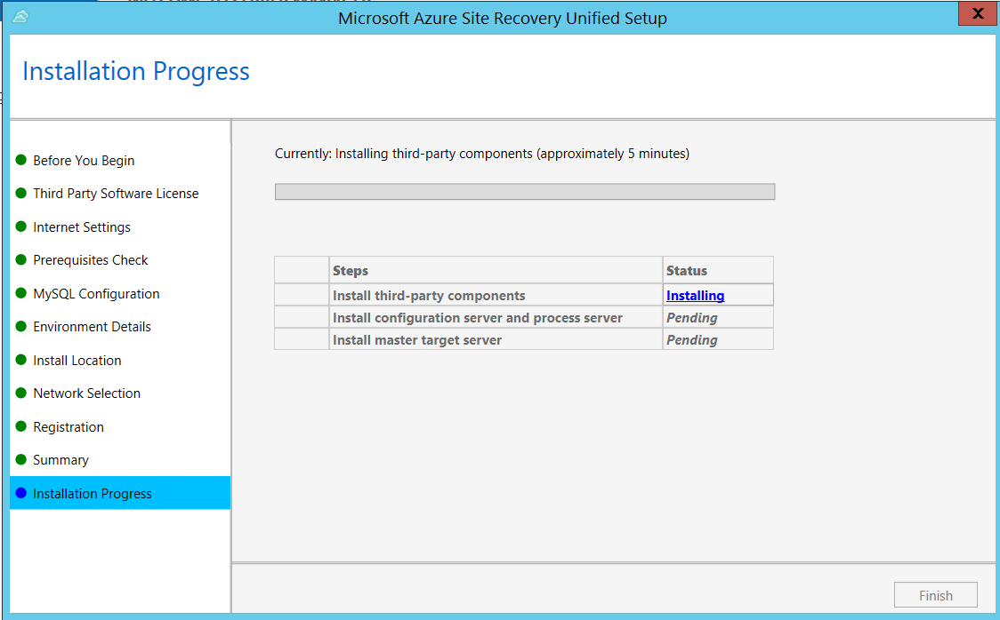 Microsoft Azure Site Recovery Unified Setup
X
Installation Progress
Before You Begin
Third Party Software License
Internet Settings
Prerequisites Check
MySQL Configuration
Environment Details
Install Location
Network Selection
Registration
Summary
Installation Progress
Currently: Installing third-party components (approximately 5 minutes)
Steps Status
Install third-party components Installing
Install configuration server and process server Pending
Install master target server Pending
Finish